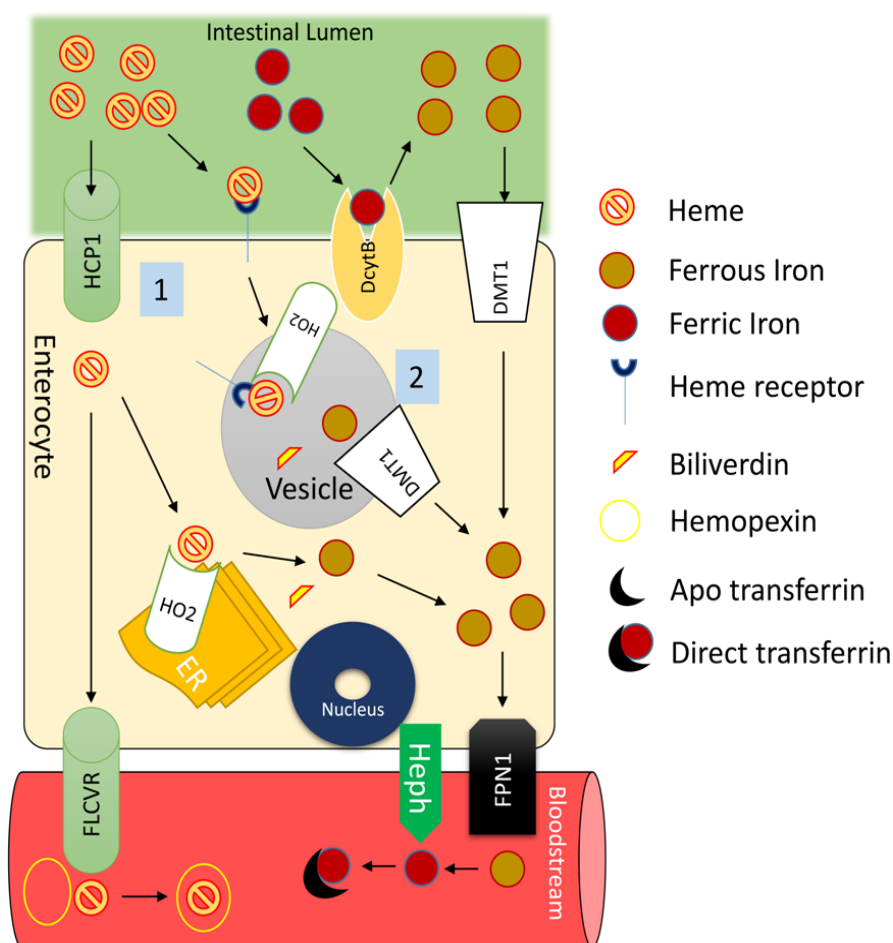 Intestinal Lumen
HCP1
DcytB
DMT1
1
HO2
2
Enterocyte
DMT1
Vesicle
HO2
ER
Nucleus
FLCVR
Heph
FPN1
Bloodstream
Heme
Ferrous Iron
Ferric Iron
Heme receptor
Biliverdin
Hemopexin
Apo transferrin
Direct transferrin